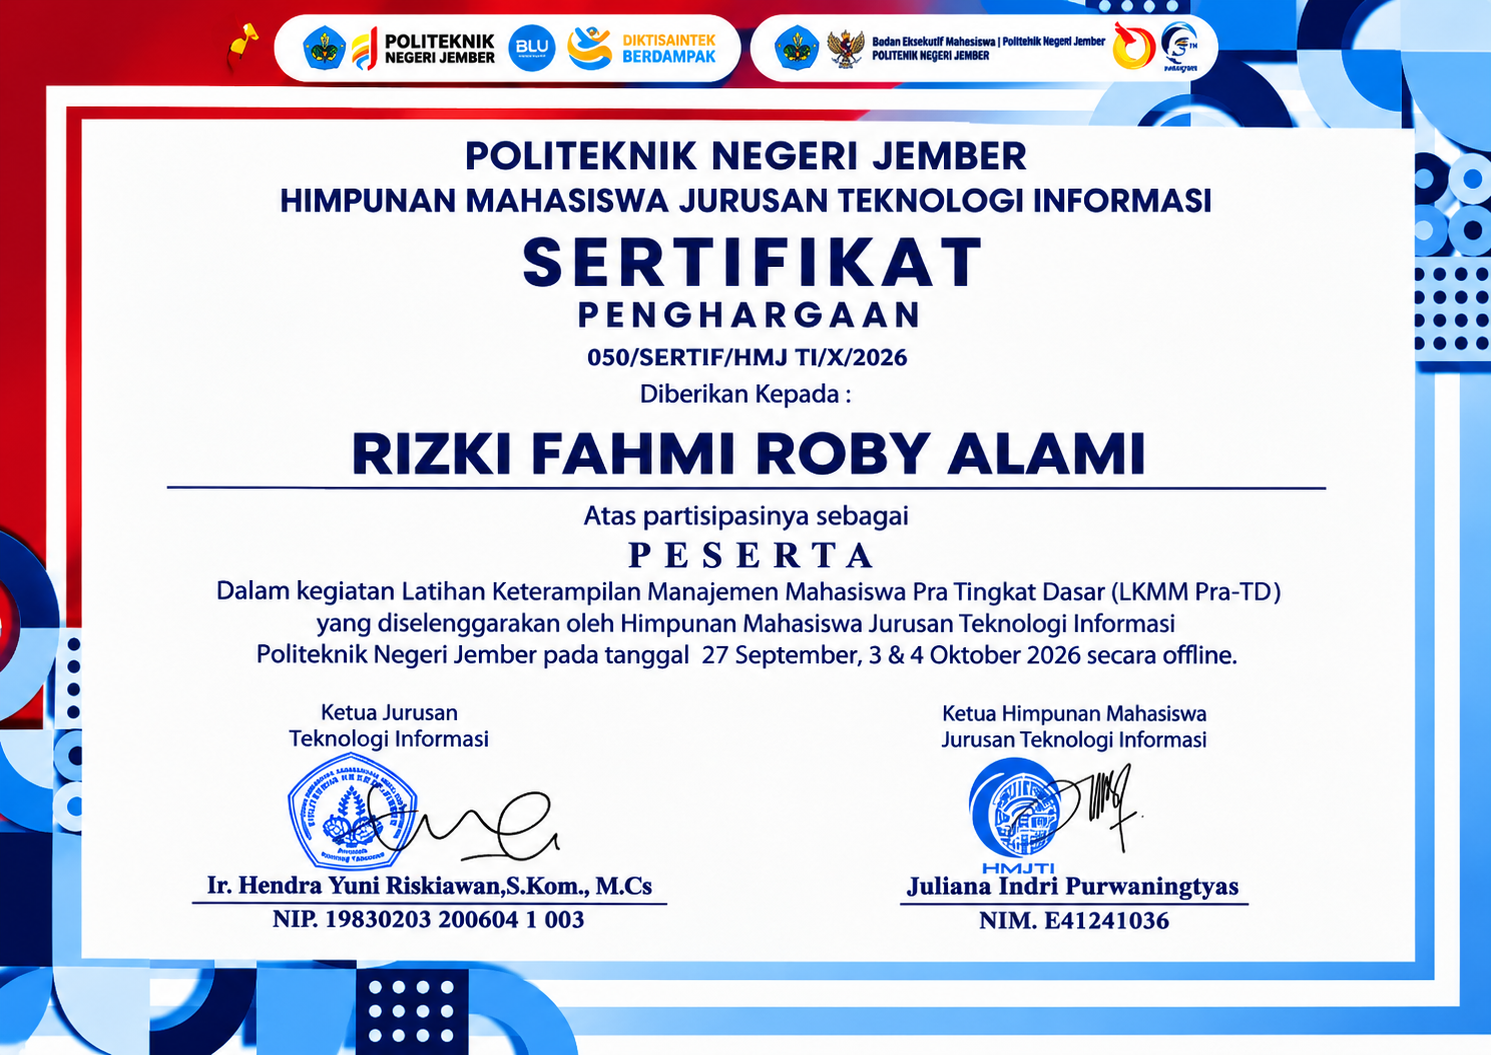 POLITEKNIK
NEGERI JEMBER
BLU
DIKTISAINTEK
BERDAMPAK
Badan Eksekutif Mahasiswa | Politehik Negeri Jember
POLITENIK NEGERI JEMBER
POLITEKNIK NEGERI JEMBER
HIMPUNAN MAHASISWA JURUSAN TEKNOLOGI INFORMASI
SERTIFIKAT
PENGHARGAAN
050/SERTIF/HMJ TI/X/2026
Diberikan Kepada :
RIZKI FAHMI ROBY ALAMI
Atas partisipasinya sebagai
PESERTA
Dalam kegiatan Latihan Keterampilan Manajemen Mahasiswa Pra Tingkat Dasar (LKMM Pra-TD)
yang diselenggarakan oleh Himpunan Mahasiswa Jurusan Teknologi Informasi
Politeknik Negeri Jember pada tanggal 27 September, 3 & 4 Oktober 2026 secara offline.
Ketua Jurusan
Teknologi Informasi
Ir. Hendra Yuni Riskiawan,S.Kom., M.Cs
NIP. 19830203 200604 1 003
Ketua Himpunan Mahasiswa
Jurusan Teknologi Informasi
HMJTI
Juliana Indri Purwaningtyas
NIM. E41241036